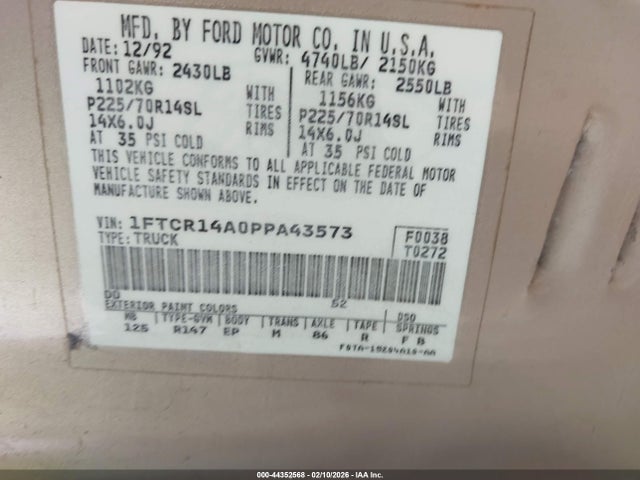 MFD. BY FORD MOTOR CO. IN U.S.A.
DATE: 12/92 GVWR: 4740LB/ 2150KG
FRONT GAWR: 2430LB REAR GAWR: 2550LB
1102KG WITH 1156KG WITH
P225/70R14SL TIRES P225/70R14SL TIRES
14X6.0J RIMS 14X6.0J RIMS
AT 35 PSI COLD AT 35 PSI COLD
THIS VEHICLE CONFORMS TO ALL APPLICABLE FEDERAL MOTOR
VEHICLE SAFETY STANDARDS IN EFFECT ON THE DATE OF
MANUFACTURE SHOWN ABOVE.
VIN: 1FTCR14A0PPA43573 F0038
TYPE: TRUCK T0272
DD 52
EXTERIOR PAINT COLORS DSO
WB TYPE-GVW BODY TRANS AXLE TAPE SPRINGS
125 R147 EP M 86 R F B
000-44352568 - 02/10/2026 - IAA Inc.